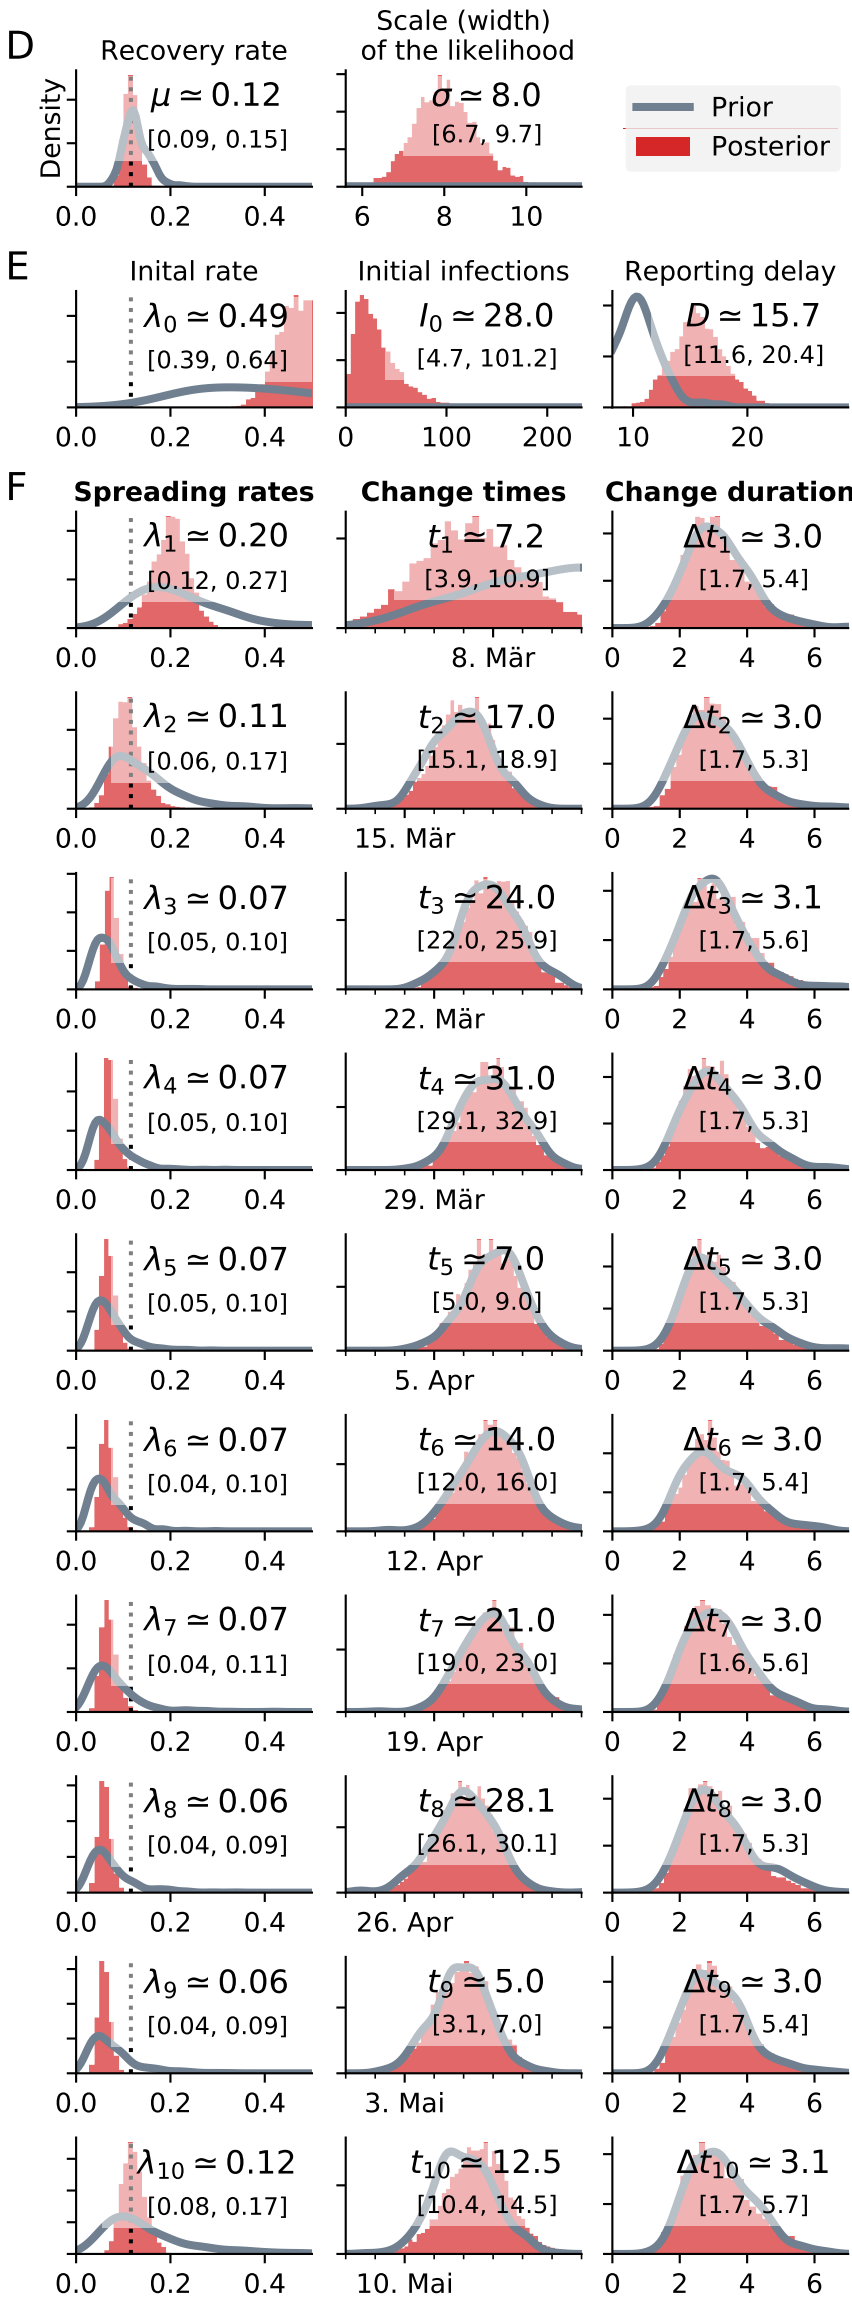 D
Recovery rate
Scale (width)
of the likelihood
Density
μ ≃ 0.12
[0.09, 0.15]
0.0 0.2 0.4
σ ≃ 8.0
[6.7, 9.7]
6 8 10
Prior
Posterior
E
Inital rate
λ0 ≃ 0.49
[0.39, 0.64]
0.0 0.2 0.4
Initial infections
I0 ≃ 28.0
[4.7, 101.2]
0 100 200
Reporting delay
D ≃ 15.7
[11.6, 20.4]
10 20
F
Spreading rates Change times Change duration
λ1 ≃ 0.20 t1 ≃ 7.2 Δt1 ≃ 3.0
[0.12, 0.27] [3.9, 10.9] [1.7, 5.4]
0.0 0.2 0.4 8. Mär 0 2 4 6
λ2 ≃ 0.11 t2 ≃ 17.0 Δt2 ≃ 3.0
[0.06, 0.17] [15.1, 18.9] [1.7, 5.3]
0.0 0.2 0.4 15. Mär 0 2 4 6
λ3 ≃ 0.07 t3 ≃ 24.0 Δt3 ≃ 3.1
[0.05, 0.10] [22.0, 25.9] [1.7, 5.6]
0.0 0.2 0.4 22. Mär 0 2 4 6
λ4 ≃ 0.07 t4 ≃ 31.0 Δt4 ≃ 3.0
[0.05, 0.10] [29.1, 32.9] [1.7, 5.3]
0.0 0.2 0.4 29. Mär 0 2 4 6
λ5 ≃ 0.07 t5 ≃ 7.0 Δt5 ≃ 3.0
[0.05, 0.10] [5.0, 9.0] [1.7, 5.3]
0.0 0.2 0.4 5. Apr 0 2 4 6
λ6 ≃ 0.07 t6 ≃ 14.0 Δt6 ≃ 3.0
[0.04, 0.10] [12.0, 16.0] [1.7, 5.4]
0.0 0.2 0.4 12. Apr 0 2 4 6
λ7 ≃ 0.07 t7 ≃ 21.0 Δt7 ≃ 3.0
[0.04, 0.11] [19.0, 23.0] [1.6, 5.6]
0.0 0.2 0.4 19. Apr 0 2 4 6
λ8 ≃ 0.06 t8 ≃ 28.1 Δt8 ≃ 3.0
[0.04, 0.09] [26.1, 30.1] [1.7, 5.3]
0.0 0.2 0.4 26. Apr 0 2 4 6
λ9 ≃ 0.06 t9 ≃ 5.0 Δt9 ≃ 3.0
[0.04, 0.09] [3.1, 7.0] [1.7, 5.4]
0.0 0.2 0.4 3. Mai 0 2 4 6
λ10 ≃ 0.12 t10 ≃ 12.5 Δt10 ≃ 3.1
[0.08, 0.17] [10.4, 14.5] [1.7, 5.7]
0.0 0.2 0.4 10. Mai 0 2 4 6